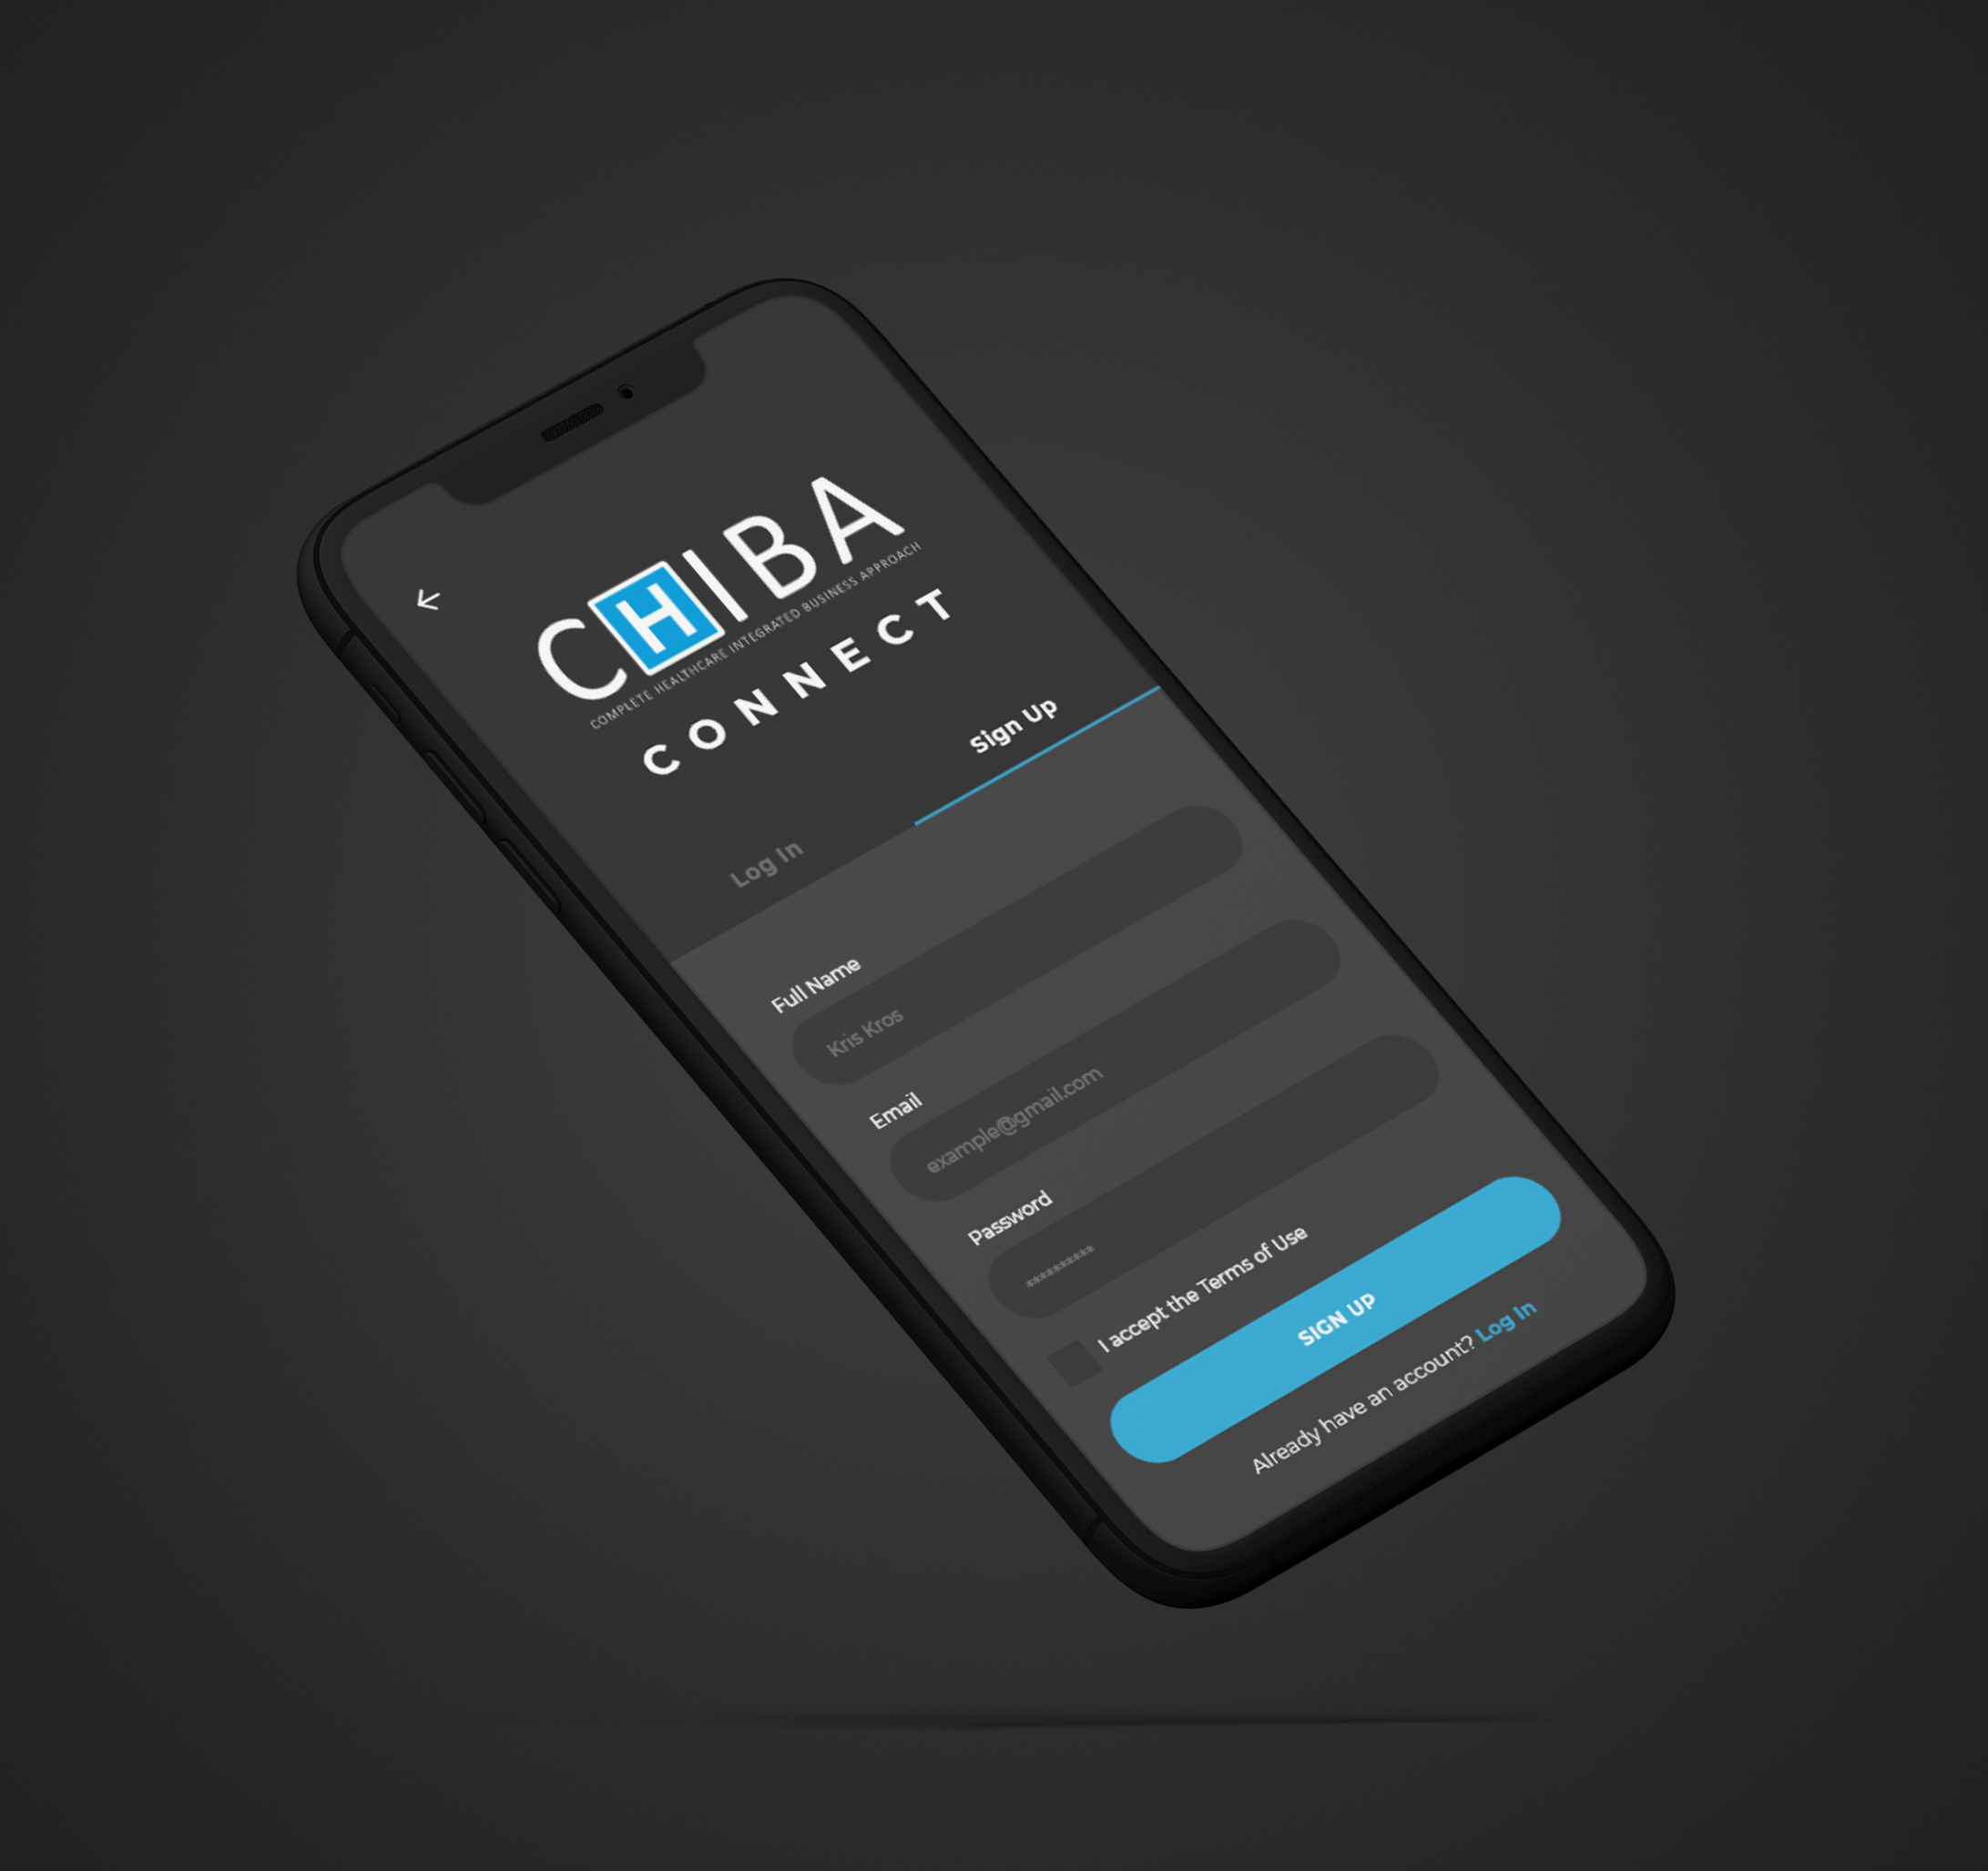 CHIBA
COMPLETE HEALTHCARE INTEGRATED BUSINESS APPROACH
CONNECT
Log In
Sign Up
Full Name
Kris Kros
Email
example@gmail.com
Password
**********
I accept the Terms of Use
SIGN UP
Already have an account? Log In